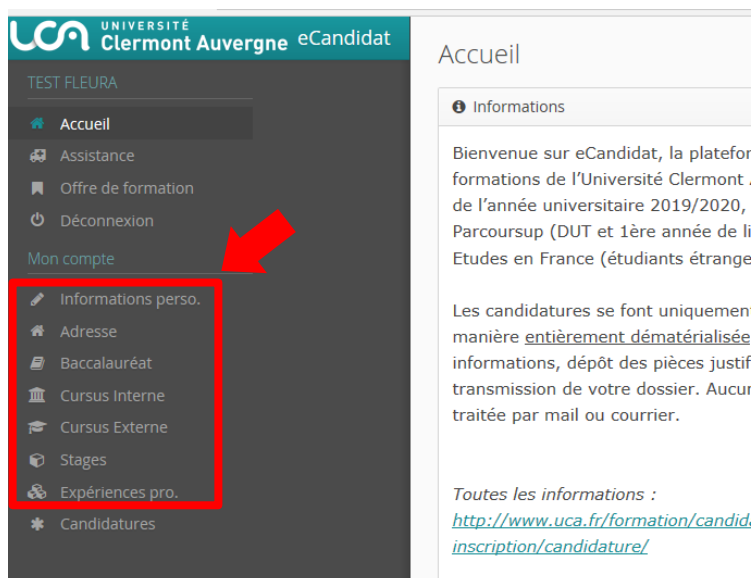 UNIVERSITÉ
Clermont Auvergne eCandidat
TEST FLEURA
Accueil
Assistance
Offre de formation
Déconnexion
Mon compte
Informations perso.
Adresse
Baccalauréat
Cursus Interne
Cursus Externe
Stages
Expériences pro.
Candidatures
Accueil
Informations
Bienvenue sur eCandidat, la platefor
formations de l'Université Clermont
de l'année universitaire 2019/2020,
Parcoursup (DUT et 1ère année de li
Etudes en France (étudiants étrange
Les candidatures se font uniquement
manière entièrement dématérialisée
informations, dépôt des pièces justif
transmission de votre dossier. Aucun
traitée par mail ou courrier.
Toutes les informations :
http://www.uca.fr/formation/candida
inscription/candidature/